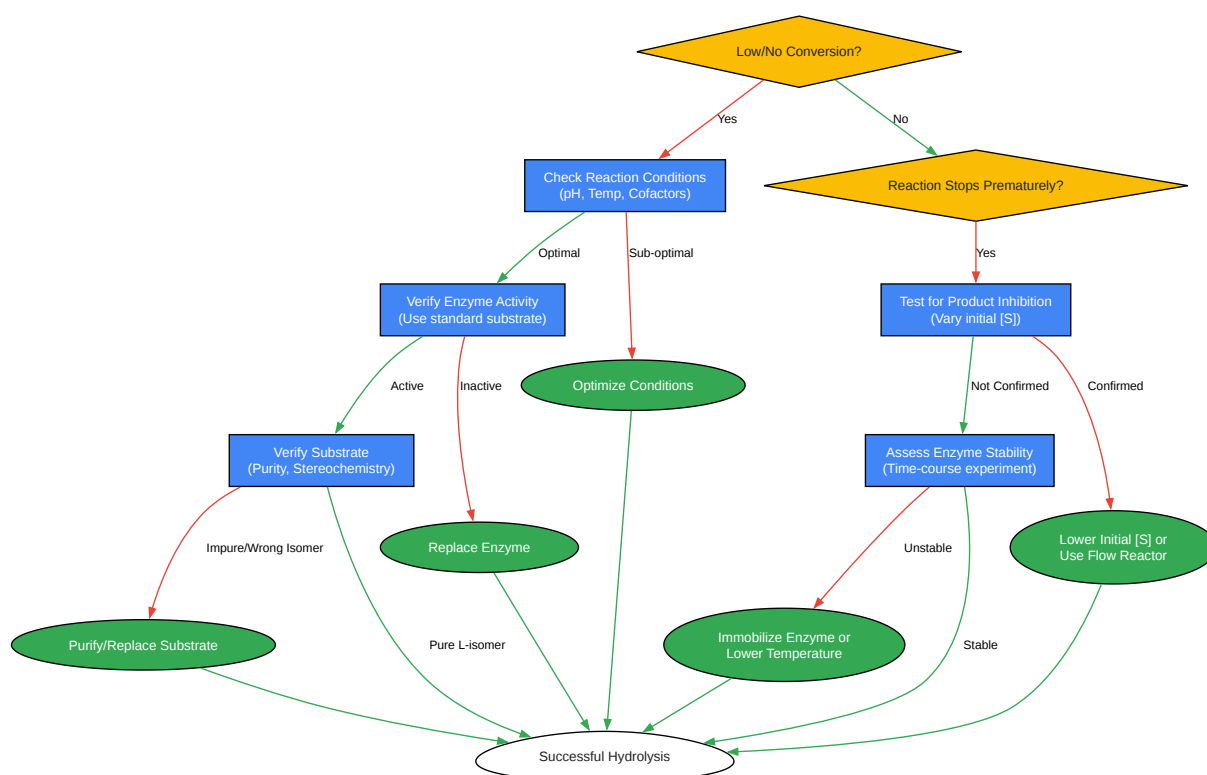 Low/No Conversion?
Yes
No
Check Reaction Conditions
(pH, Temp, Cofactors)
Reaction Stops Prematurely?
Optimal
Sub-optimal
Yes
Verify Enzyme Activity
(Use standard substrate)
Test for Product Inhibition
(Vary initial [S])
Active
Inactive
Optimize Conditions
Not Confirmed
Confirmed
Verify Substrate
(Purity, Stereochemistry)
Assess Enzyme Stability
(Time-course experiment)
Impure/Wrong Isomer
Replace Enzyme
Unstable
Lower Initial [S] or
Use Flow Reactor
Purify/Replace Substrate
Pure L-isomer
Immobilize Enzyme or
Lower Temperature
Stable
Successful Hydrolysis